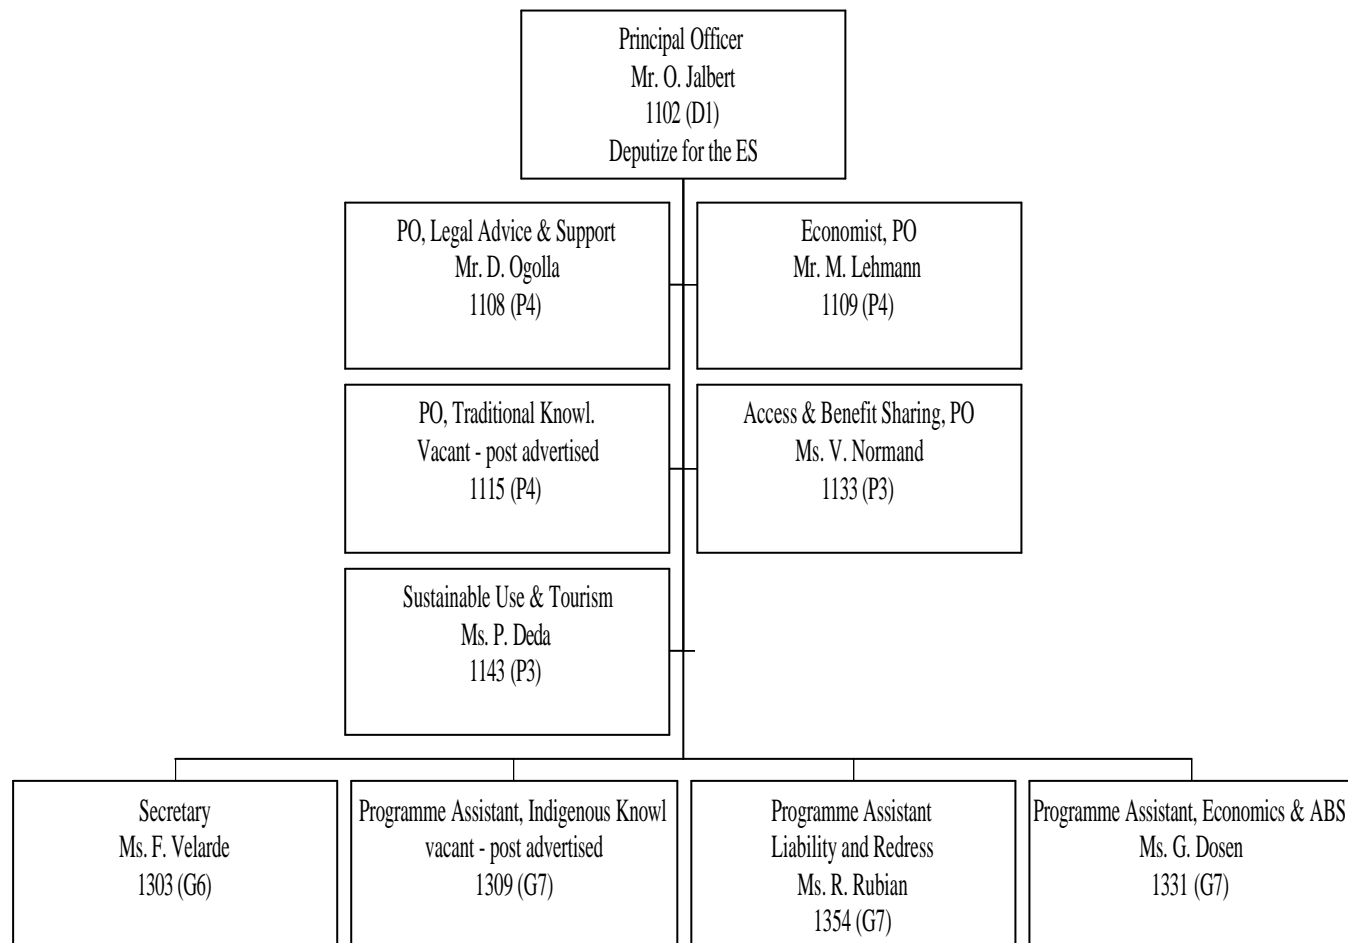 Principal Officer
Mr. O. Jalbert
1102 (D1)
Deputize for the ES
PO, Legal Advice & Support
Mr. D. Ogolla
1108 (P4)
Economist, PO
Mr. M. Lehmann
1109 (P4)
PO, Traditional Knowl.
Vacant - post advertised
1115 (P4)
Access & Benefit Sharing, PO
Ms. V. Normand
1133 (P3)
Sustainable Use & Tourism
Ms. P. Deda
1143 (P3)
Secretary
Ms. F. Velarde
1303 (G6)
Programme Assistant, Indigenous Knowl
vacant - post advertised
1309 (G7)
Programme Assistant
Liability and Redress
Ms. R. Rubian
1354 (G7)
Programme Assistant, Economics & ABS
Ms. G. Dosen
1331 (G7)